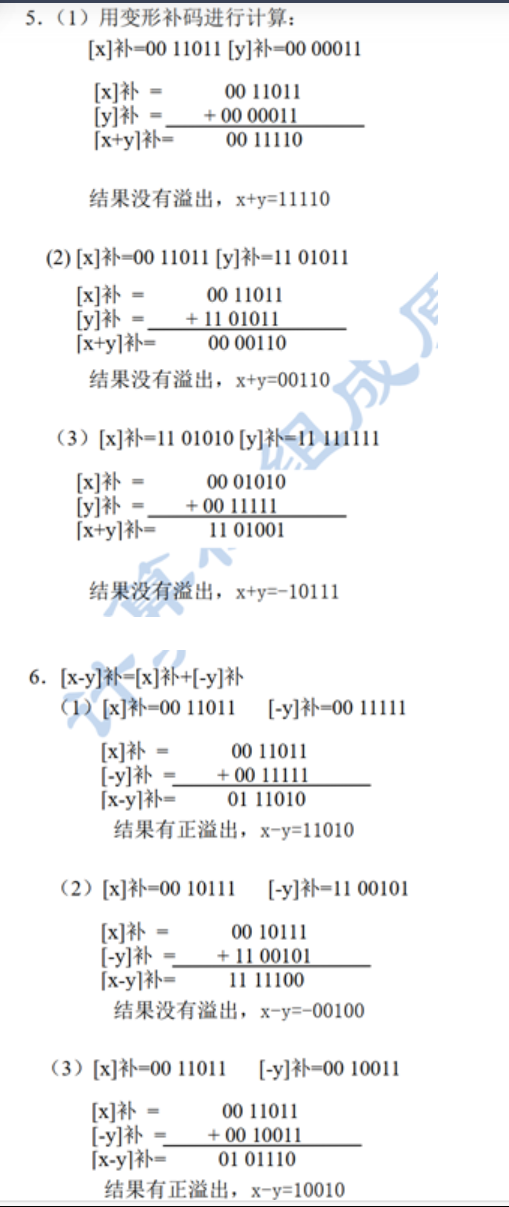 5.（1）用变形补码进行计算：
[x]补=00 11011 [y]补=00 00011
[x]补 = 00 11011
[y]补 = + 00 00011
[x+y]补= 00 11110
结果没有溢出，x+y=11110
(2) [x]补=00 11011 [y]补=11 01011
[x]补 = 00 11011
[y]补 = + 11 01011
[x+y]补= 00 00110
结果没有溢出，x+y=00110
（3）[x]补=11 01010 [y]补=11 111111
[x]补 = 00 01010
[y]补 = + 00 11111
[x+y]补= 11 01001
结果没有溢出，x+y=-10111
6. [x-y]补=[x]补+[-y]补
（1）[x]补=00 11011 [-y]补=00 11111
[x]补 = 00 11011
[-y]补 = + 00 11111
[x-y]补= 01 11010
结果有正溢出，x-y=11010
（2）[x]补=00 10111 [-y]补=11 00101
[x]补 = 00 10111
[-y]补 = + 11 00101
[x-y]补= 11 11100
结果没有溢出，x-y=-00100
（3）[x]补=00 11011 [-y]补=00 10011
[x]补 = 00 11011
[-y]补 = + 00 10011
[x-y]补= 01 01110
结果有正溢出，x-y=10010